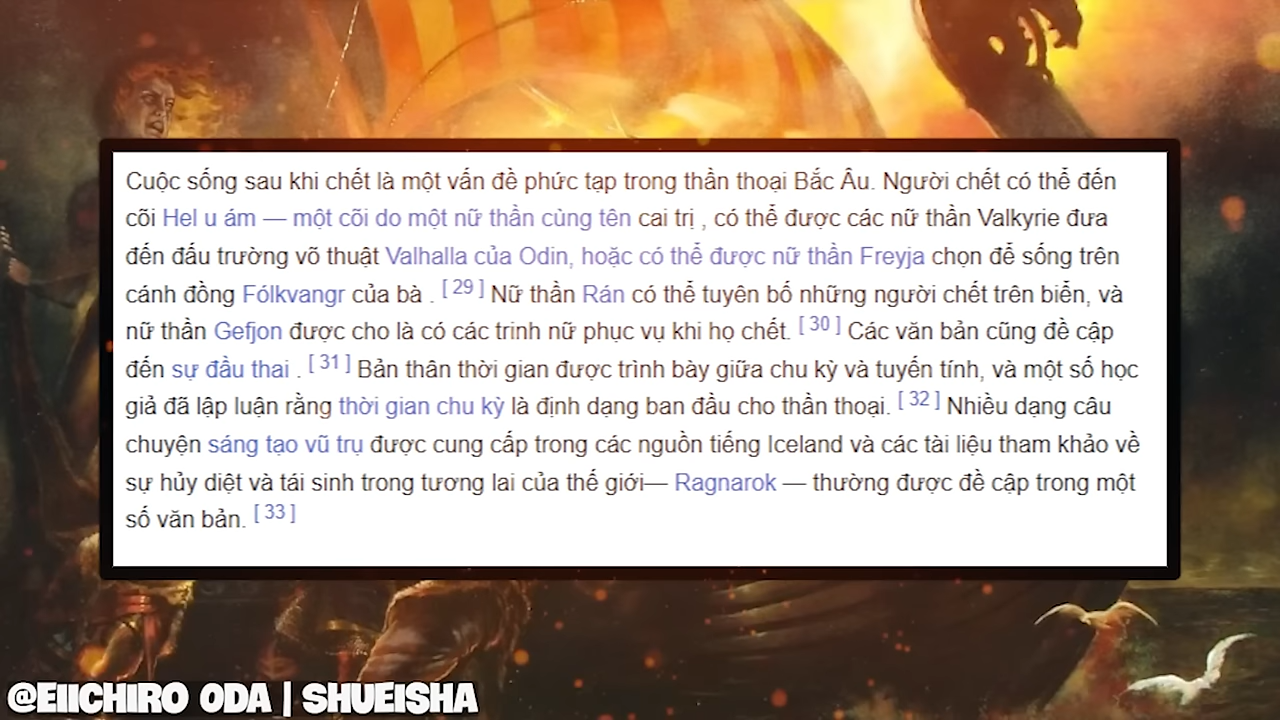 Cuộc sống sau khi chết là một vấn đề phức tạp trong thần thoại Bắc Âu. Người chết có thể đến
cõi Hel u ám — một cõi do một nữ thần cùng tên cai trị , có thể được các nữ thần Valkyrie đưa
đến đấu trường võ thuật Valhalla của Odin, hoặc có thể được nữ thần Freyja chọn để sống trên
cánh đồng Fólkvangr của bà . [ 29 ] Nữ thần Rán có thể tuyên bố những người chết trên biển, và
nữ thần Gefjon được cho là có các trinh nữ phục vụ khi họ chết. [ 30 ] Các văn bản cũng đề cập
đến sự đầu thai . [ 31 ] Bản thân thời gian được trình bày giữa chu kỳ và tuyến tính, và một số học
giả đã lập luận rằng thời gian chu kỳ là định dạng ban đầu cho thần thoại. [ 32 ] Nhiều dạng câu
chuyện sáng tạo vũ trụ được cung cấp trong các nguồn tiếng Iceland và các tài liệu tham khảo về
sự hủy diệt và tái sinh trong tương lai của thế giới— Ragnarok — thường được đề cập trong một
số văn bản. [ 33 ]
@EIICHIRO ODA | SHUEISHA